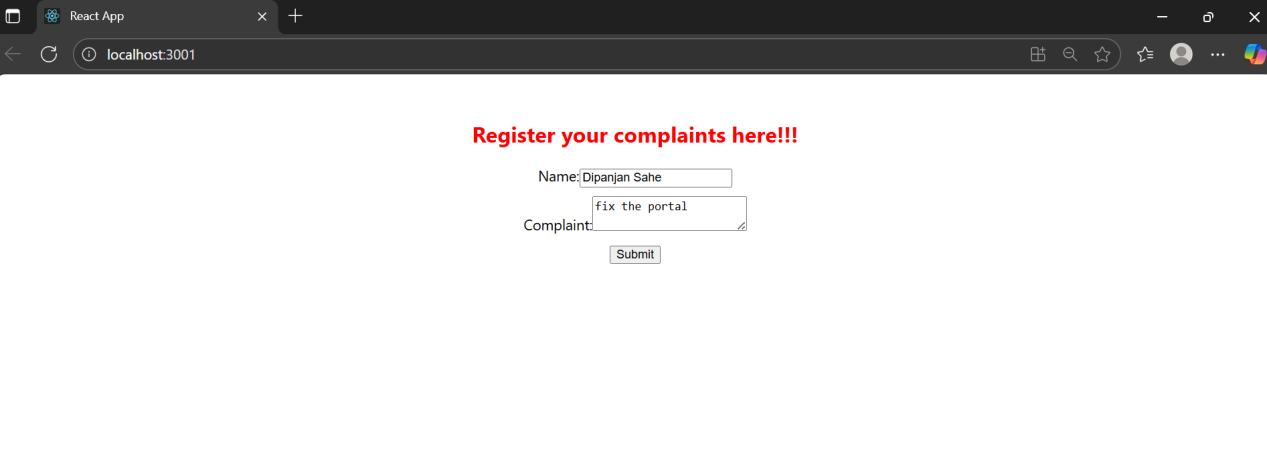 React App
localhost:3001
Register your complaints here!!!
Name:Dipanjan Sahe
fix the portal
Complaint:
Submit